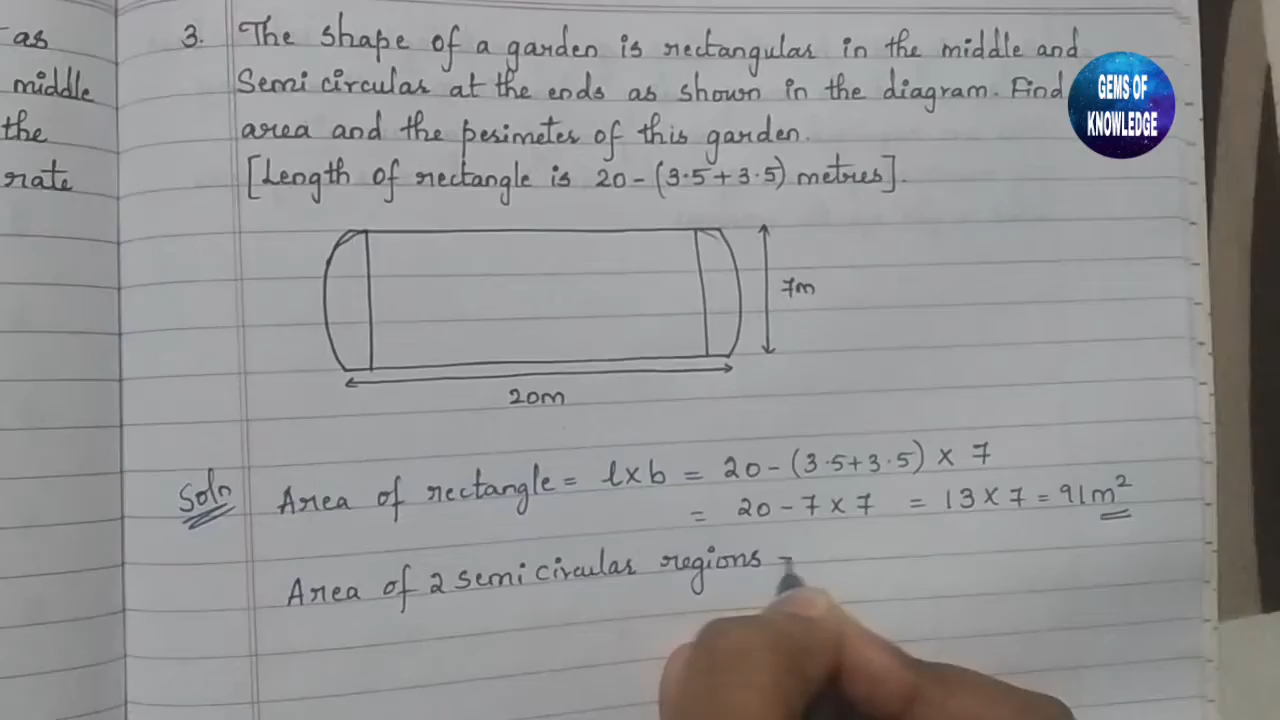 as
middle
the
rate
3. The shape of a garden is rectangular in the middle and
Semi circular at the ends as shown in the diagram. Find
area and the perimeter of this garden.
[Length of rectangle is 20 - (3.5 + 3.5) metres].
GEMS OF
KNOWLEDGE
7m
20m
Soln Area of rectangle = l x b = 20 - (3.5+3.5) x 7
= 20 - 7 x 7 = 13 x 7 = 91m²
Area of 2 semi circular regions =